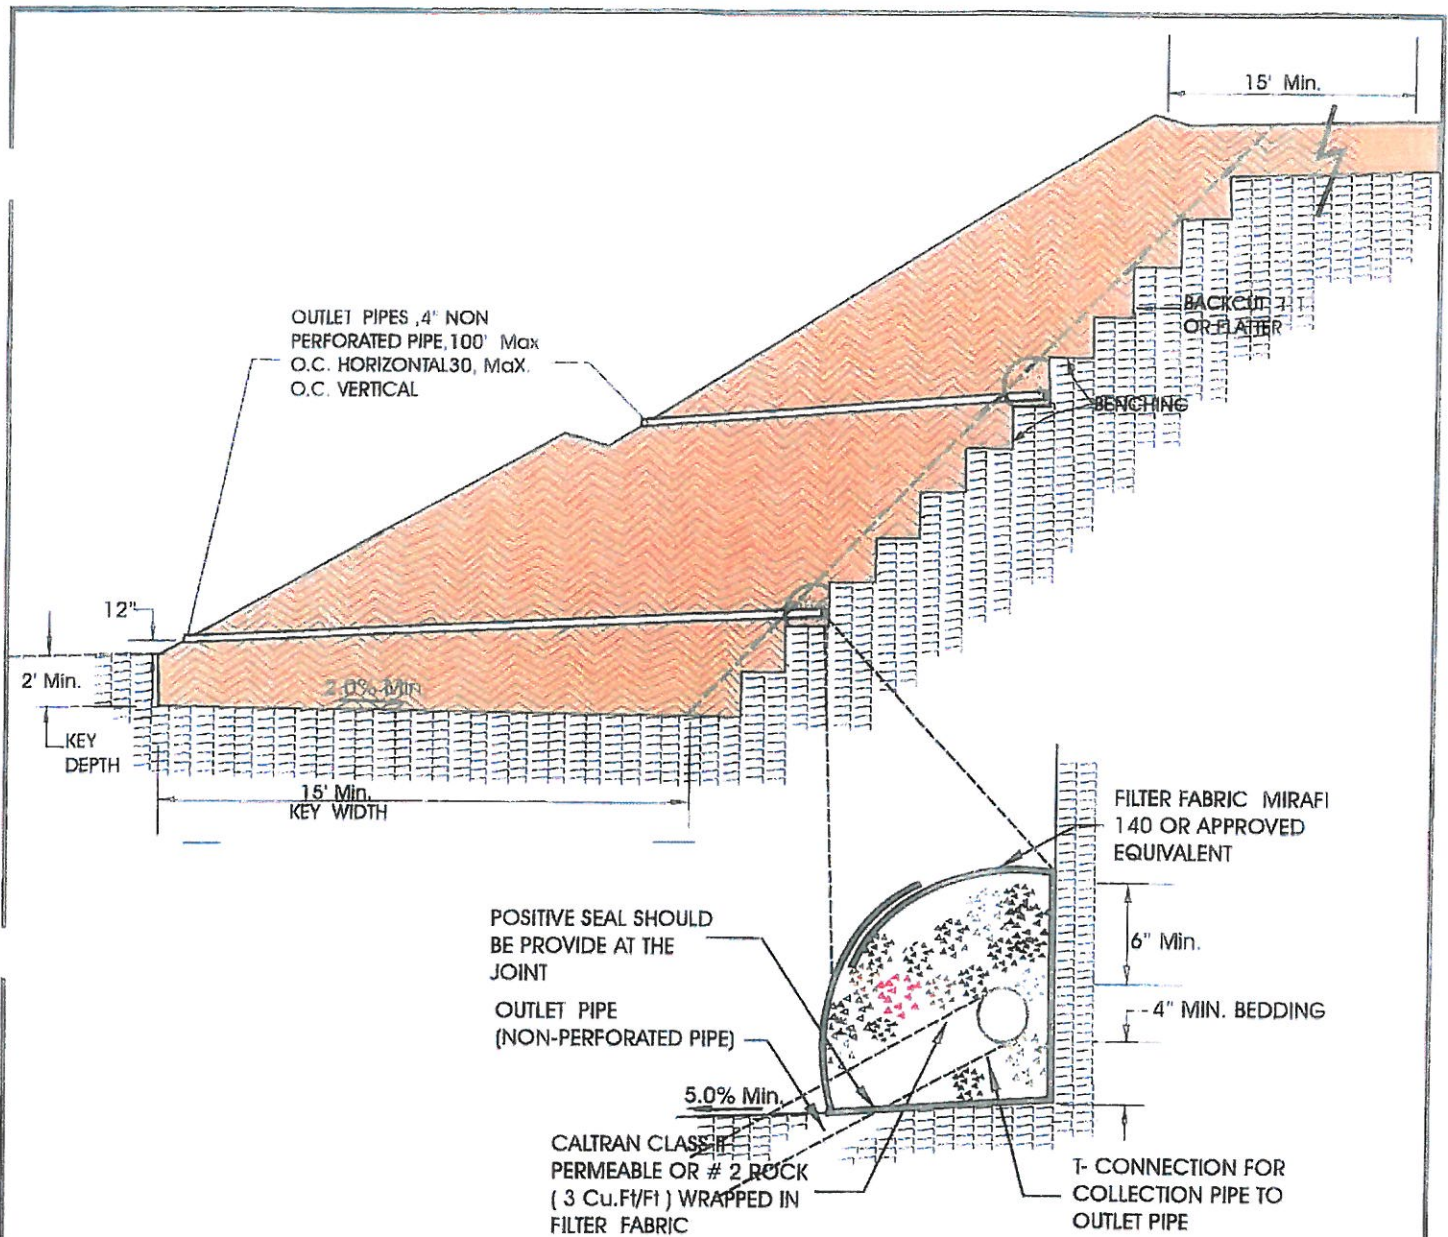 15' Min.
OUTLET PIPES ,4" NON
PERFORATED PIPE, 100' Max
O.C. HORIZONTAL30, MaX.
O.C. VERTICAL
BACKCUT 1:1
OR FLATTER
BENCHING
12"
2' Min.
2.0% Min
KEY
DEPTH
15' Min.
KEY WIDTH
FILTER FABRIC MIRAFI
140 OR APPROVED
EQUIVALENT
POSITIVE SEAL SHOULD
BE PROVIDE AT THE
JOINT
6" Min.
OUTLET PIPE
(NON-PERFORATED PIPE)
4" MIN. BEDDING
5.0% Min.
CALTRAN CLASS II
PERMEABLE OR # 2 ROCK
( 3 Cu.Ft/Ft ) WRAPPED IN
FILTER FABRIC
T- CONNECTION FOR
COLLECTION PIPE TO
OUTLET PIPE